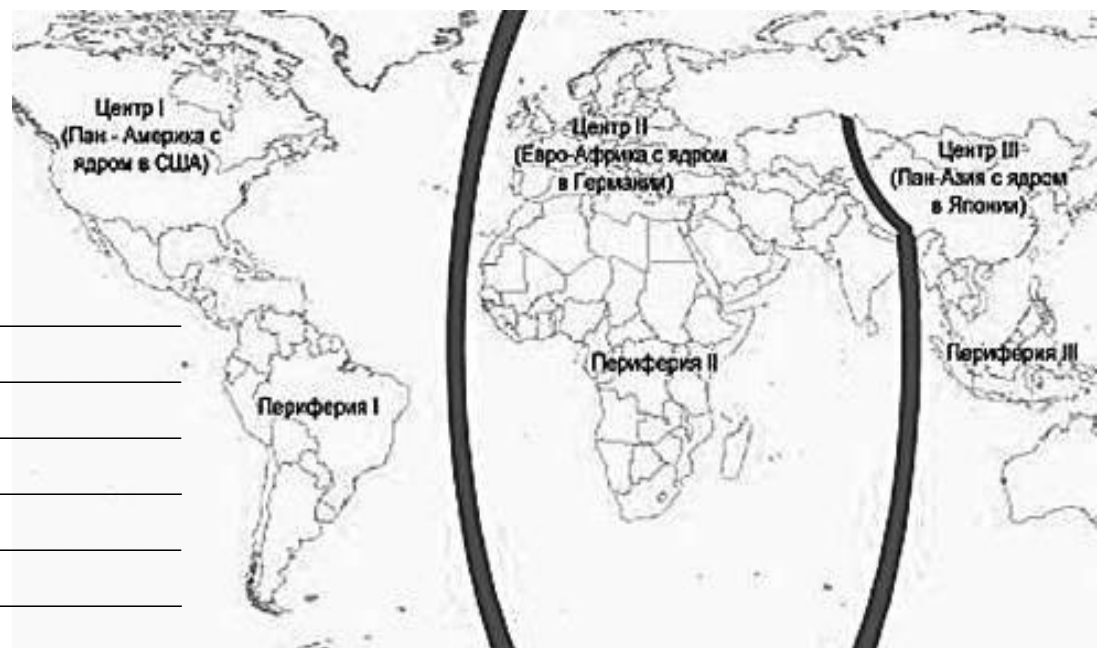 Центр I
(Пан - Америка с
ядром в США)
Центр II
(Евро-Африка с ядром
в Германии)
Центр III
(Пан-Азия с ядром
в Японии)
Периферия I
Периферия II
Периферия III